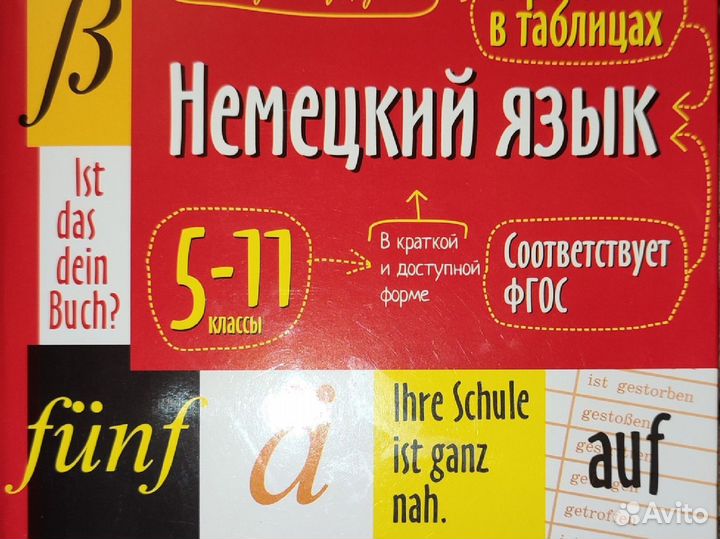 ß
в таблицах
Немецкий язык
Ist
das
dein
Buch?
5-11
классы
В краткой
и доступной
форме
Соответствует
ФГОС
fünf
ä
Ihre Schule
ist ganz
nah.
auf
ist gestorben
gestoßen
getroffen
Avito